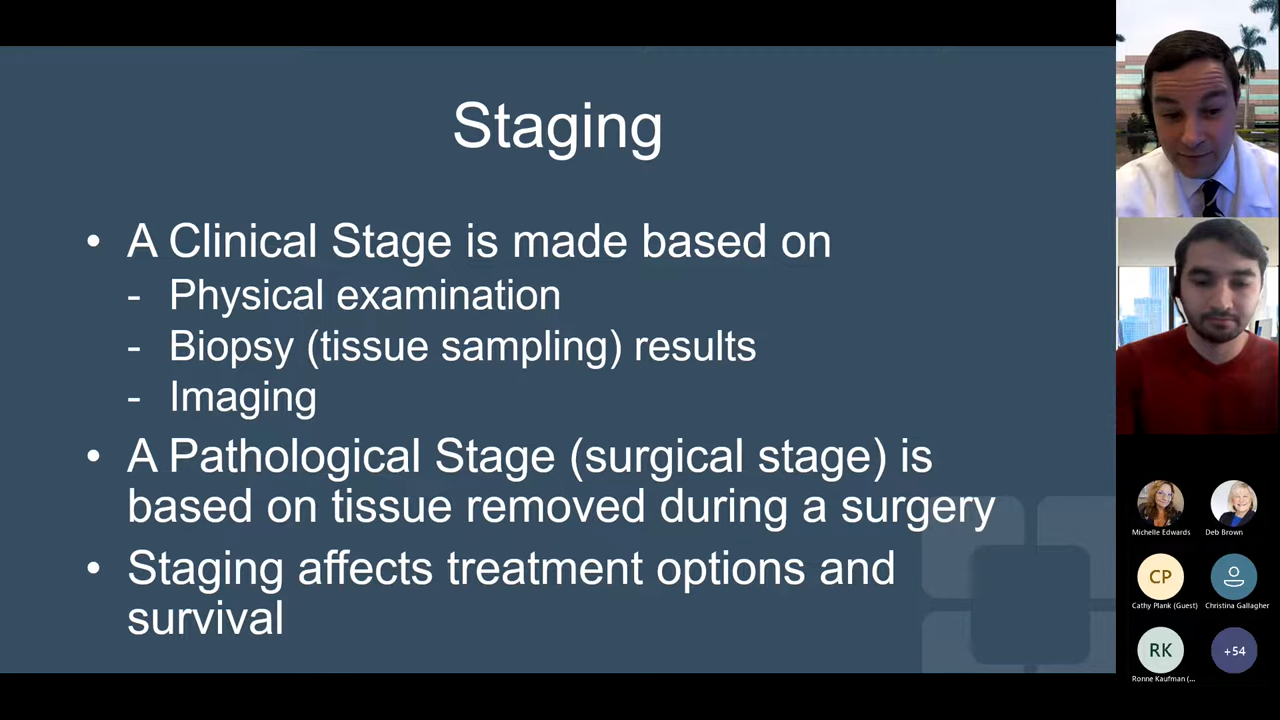 Staging
• A Clinical Stage is made based on
- Physical examination
- Biopsy (tissue sampling) results
- Imaging
• A Pathological Stage (surgical stage) is
based on tissue removed during a surgery
• Staging affects treatment options and
survival
Michelle Edwards
Deb Brown
CP
Cathy Plank (Guest)
Christina Gallagher
RK
+54
Ronne Kaufman (...